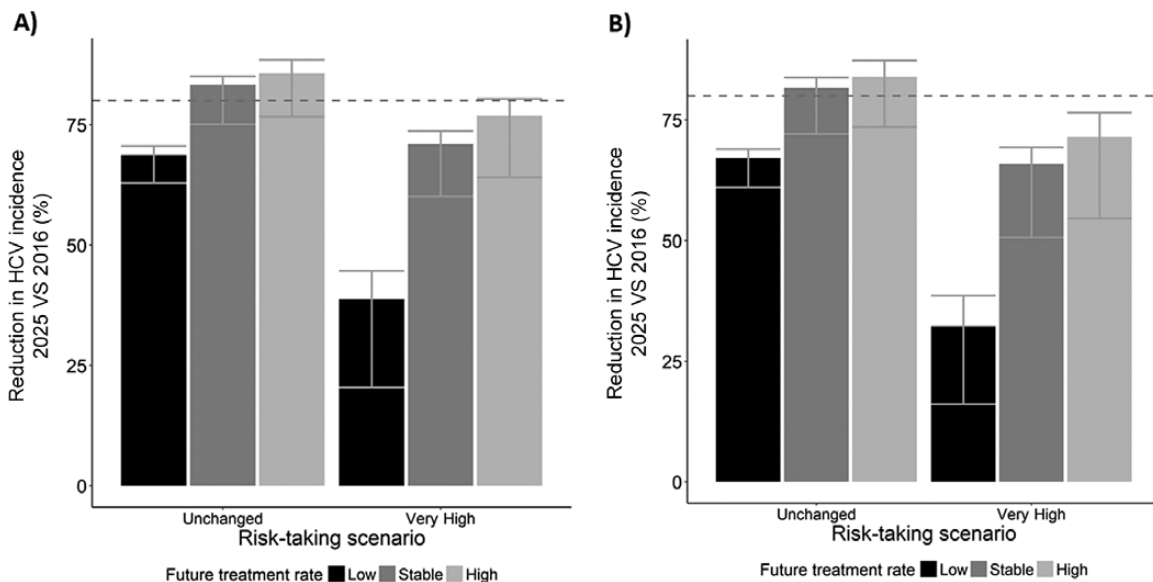 A)
Reduction in HCV incidence
2025 VS 2016 (%)
75
50
25
0
Unchanged
Very High
Risk-taking scenario
Future treatment rate Low Stable High
B)
Reduction in HCV incidence
2025 VS 2016 (%)
75
50
25
0
Unchanged
Very High
Risk-taking scenario
Future treatment rate Low Stable High